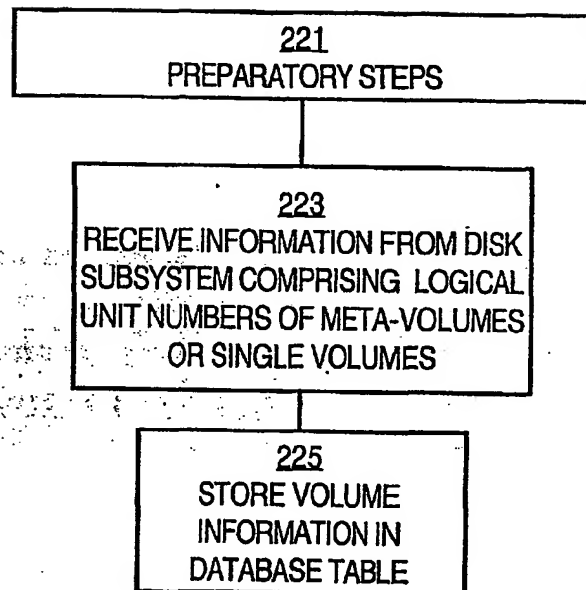 221
PREPARATORY STEPS
223
RECEIVE INFORMATION FROM DISK
SUBSYSTEM COMPRISING LOGICAL
UNIT NUMBERS OF META-VOLUMES
OR SINGLE VOLUMES
225
STORE VOLUME
INFORMATION IN
DATABASE TABLE